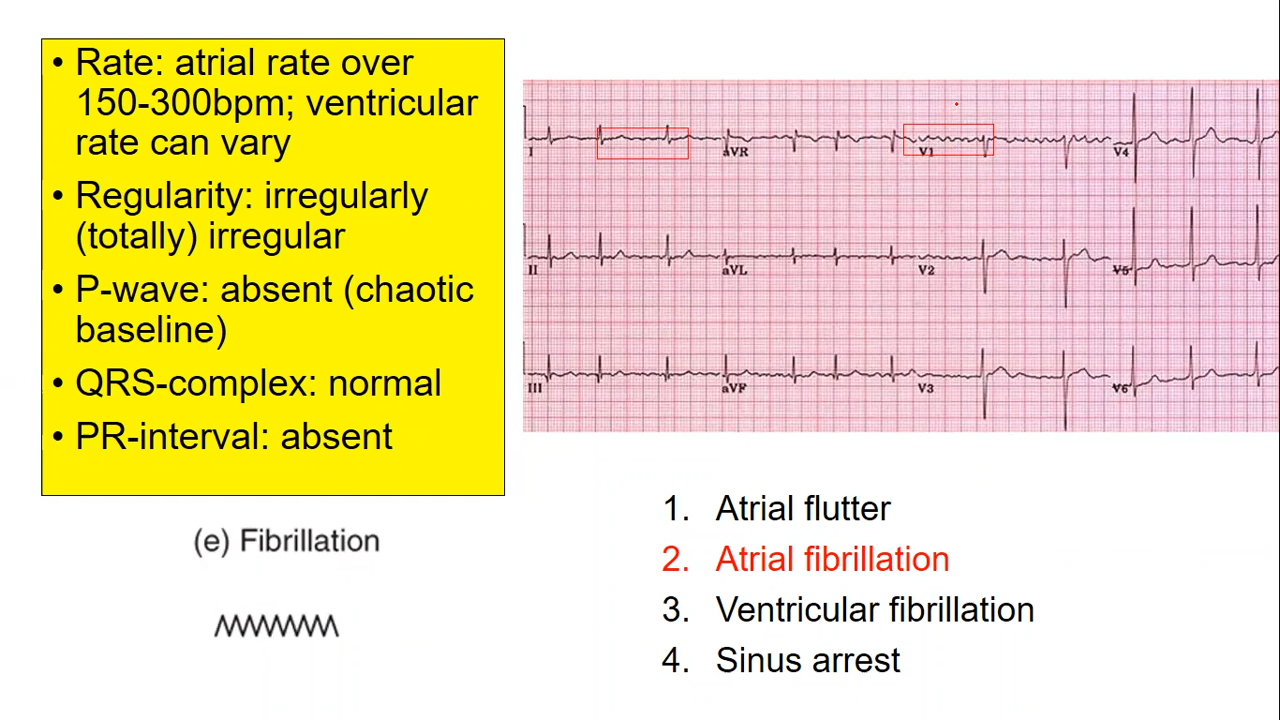 • Rate: atrial rate over
150-300bpm; ventricular
rate can vary
• Regularity: irregularly
(totally) irregular
• P-wave: absent (chaotic
baseline)
• QRS-complex: normal
• PR-interval: absent
(e) Fibrillation
I aVR V1 V4
II aVL V2 V5
III aVF V3 V6
1. Atrial flutter
2. Atrial fibrillation
3. Ventricular fibrillation
4. Sinus arrest